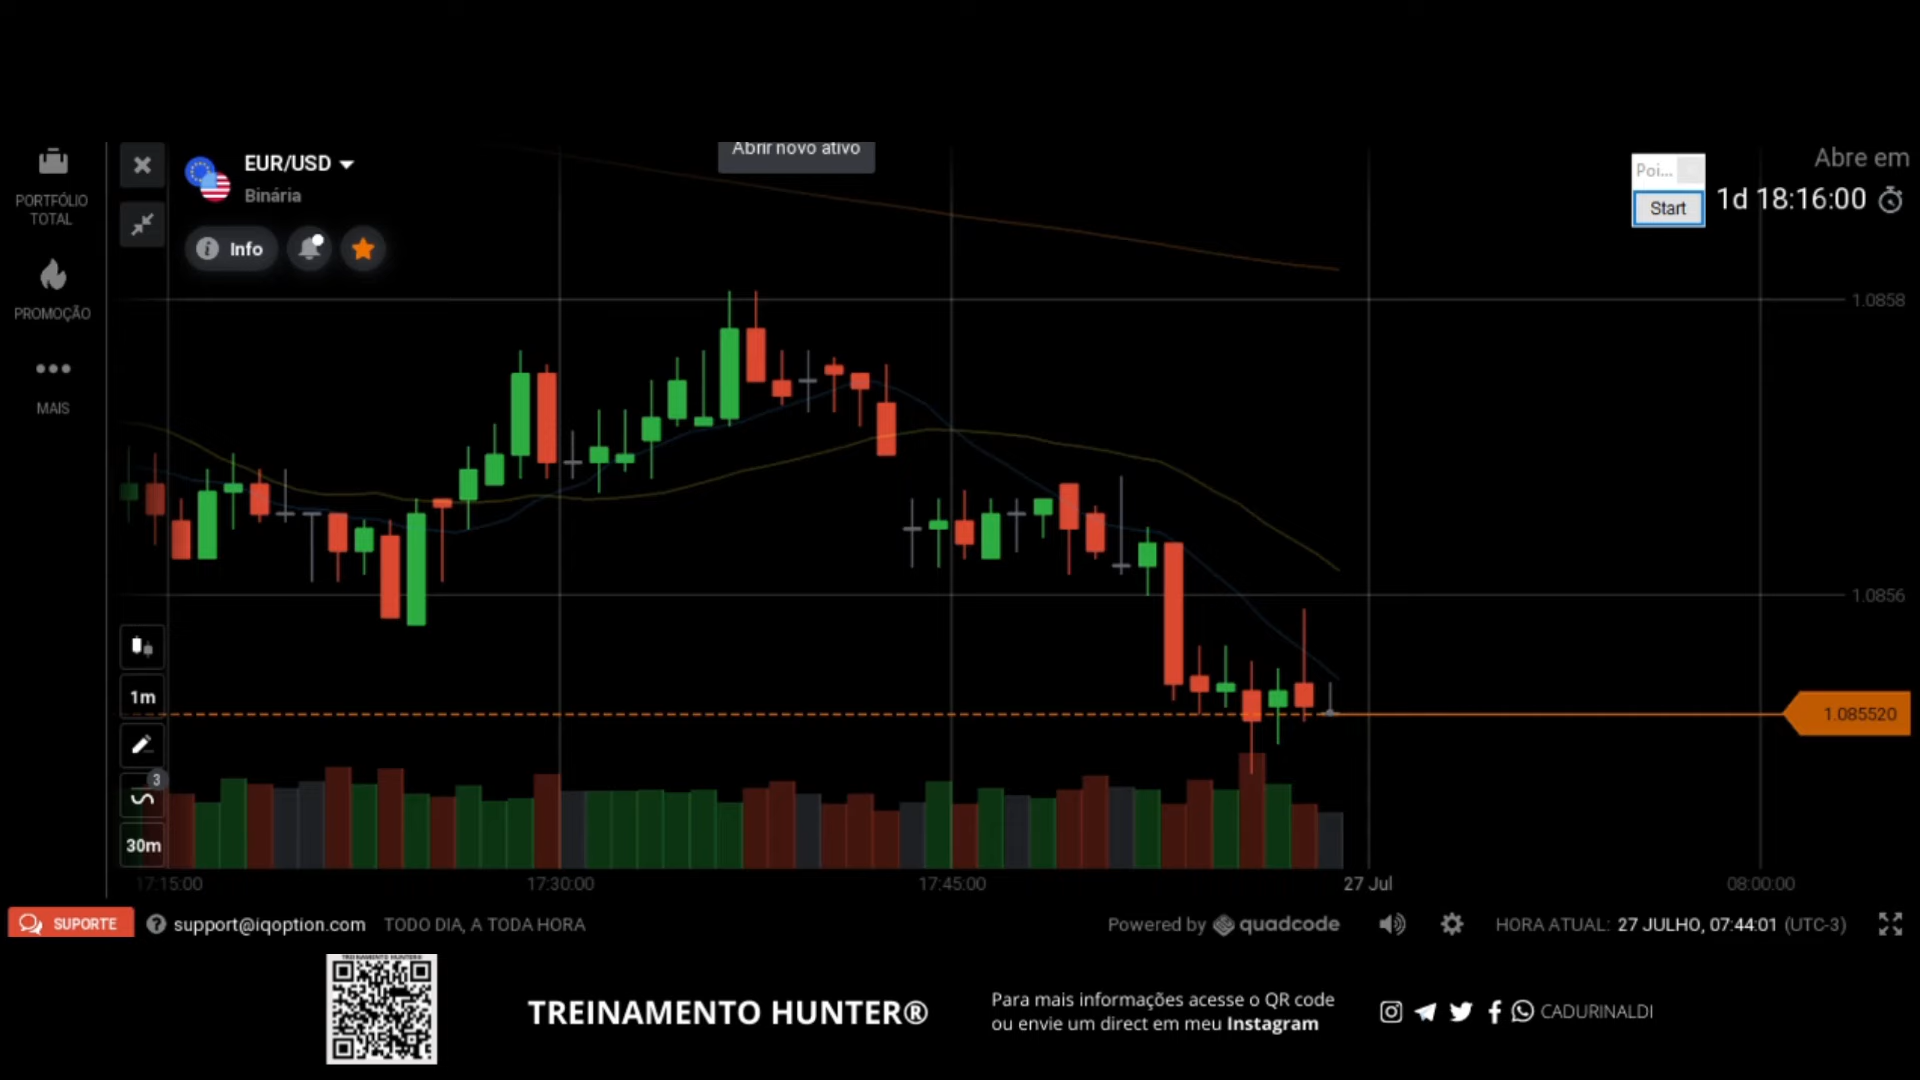 Abrir novo ativo
PORTFÓLIO
TOTAL
PROMOÇÃO
MAIS
EUR/USD
Binária
Info
Poi...
Start
Abre em
1d 18:16:00
1.0858
1.0856
1.085520
1m
3
30m
17:15:00
17:30:00
17:45:00
27 Jul
08:00:00
SUPORTE
support@iqoption.com
TODO DIA, A TODA HORA
Powered by quadcode
HORA ATUAL: 27 JULHO, 07:44:01 (UTC-3)
TREINAMENTO HUNTER®
TREINAMENTO HUNTER®
Para mais informações acesse o QR code
ou envie um direct em meu Instagram
CADURINALDI